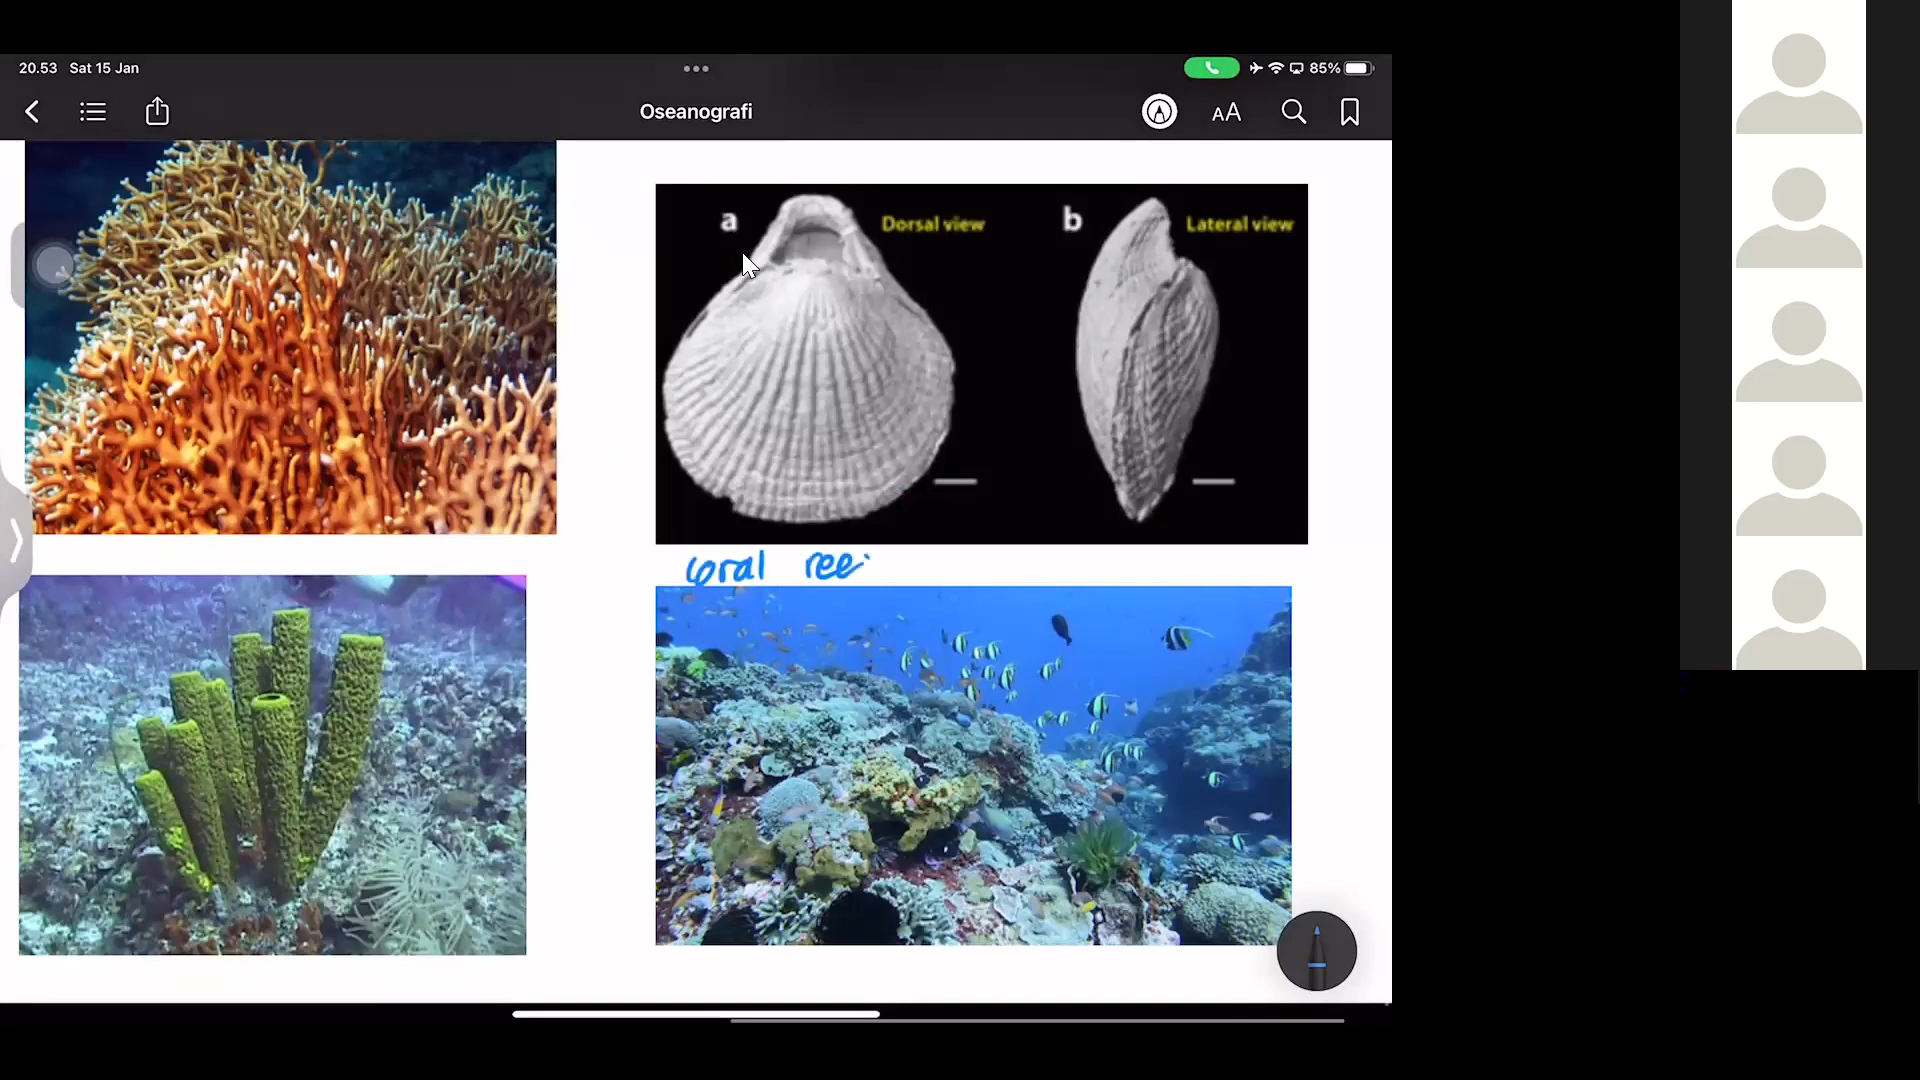 20.53 Sat 15 Jan
85%
Oseanografi
AA
a Dorsal view b Lateral view
coral ree